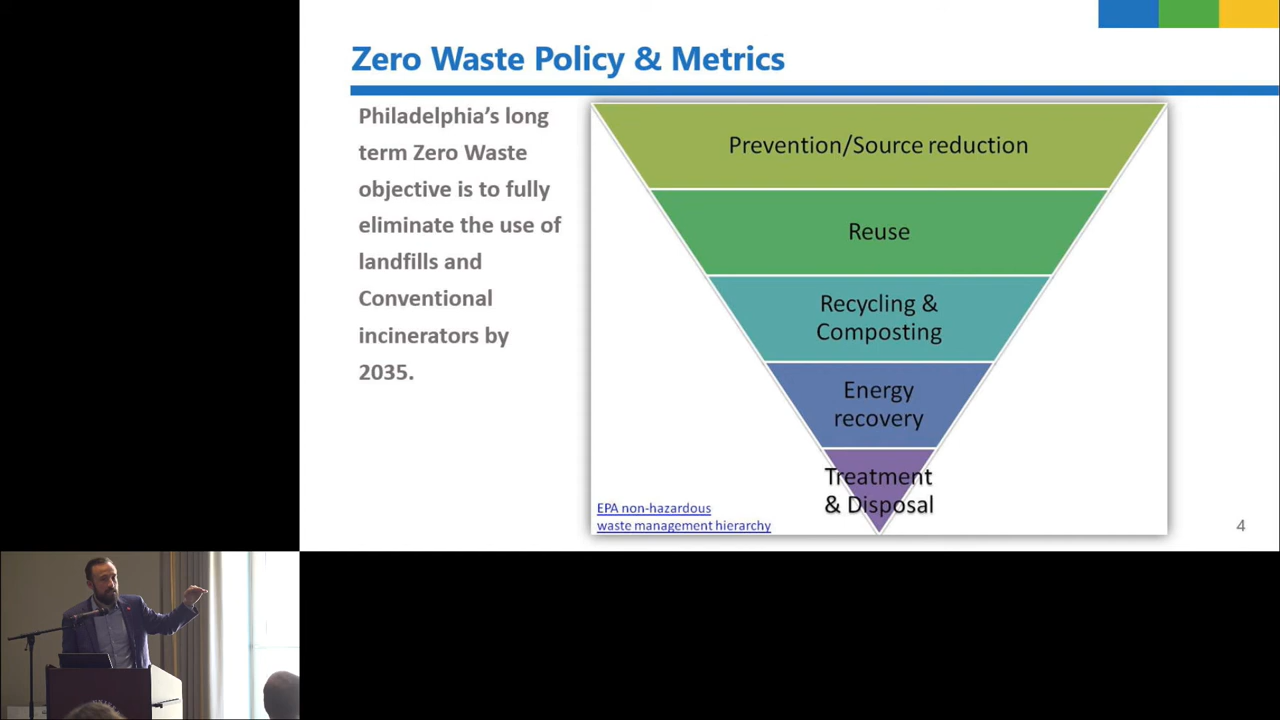 Zero Waste Policy & Metrics
Philadelphia's long
term Zero Waste
objective is to fully
eliminate the use of
landfills and
Conventional
incinerators by
2035.
Prevention/Source reduction
Reuse
Recycling &
Composting
Energy
recovery
Treatment
& Disposal
EPA non-hazardous
waste management hierarchy
4